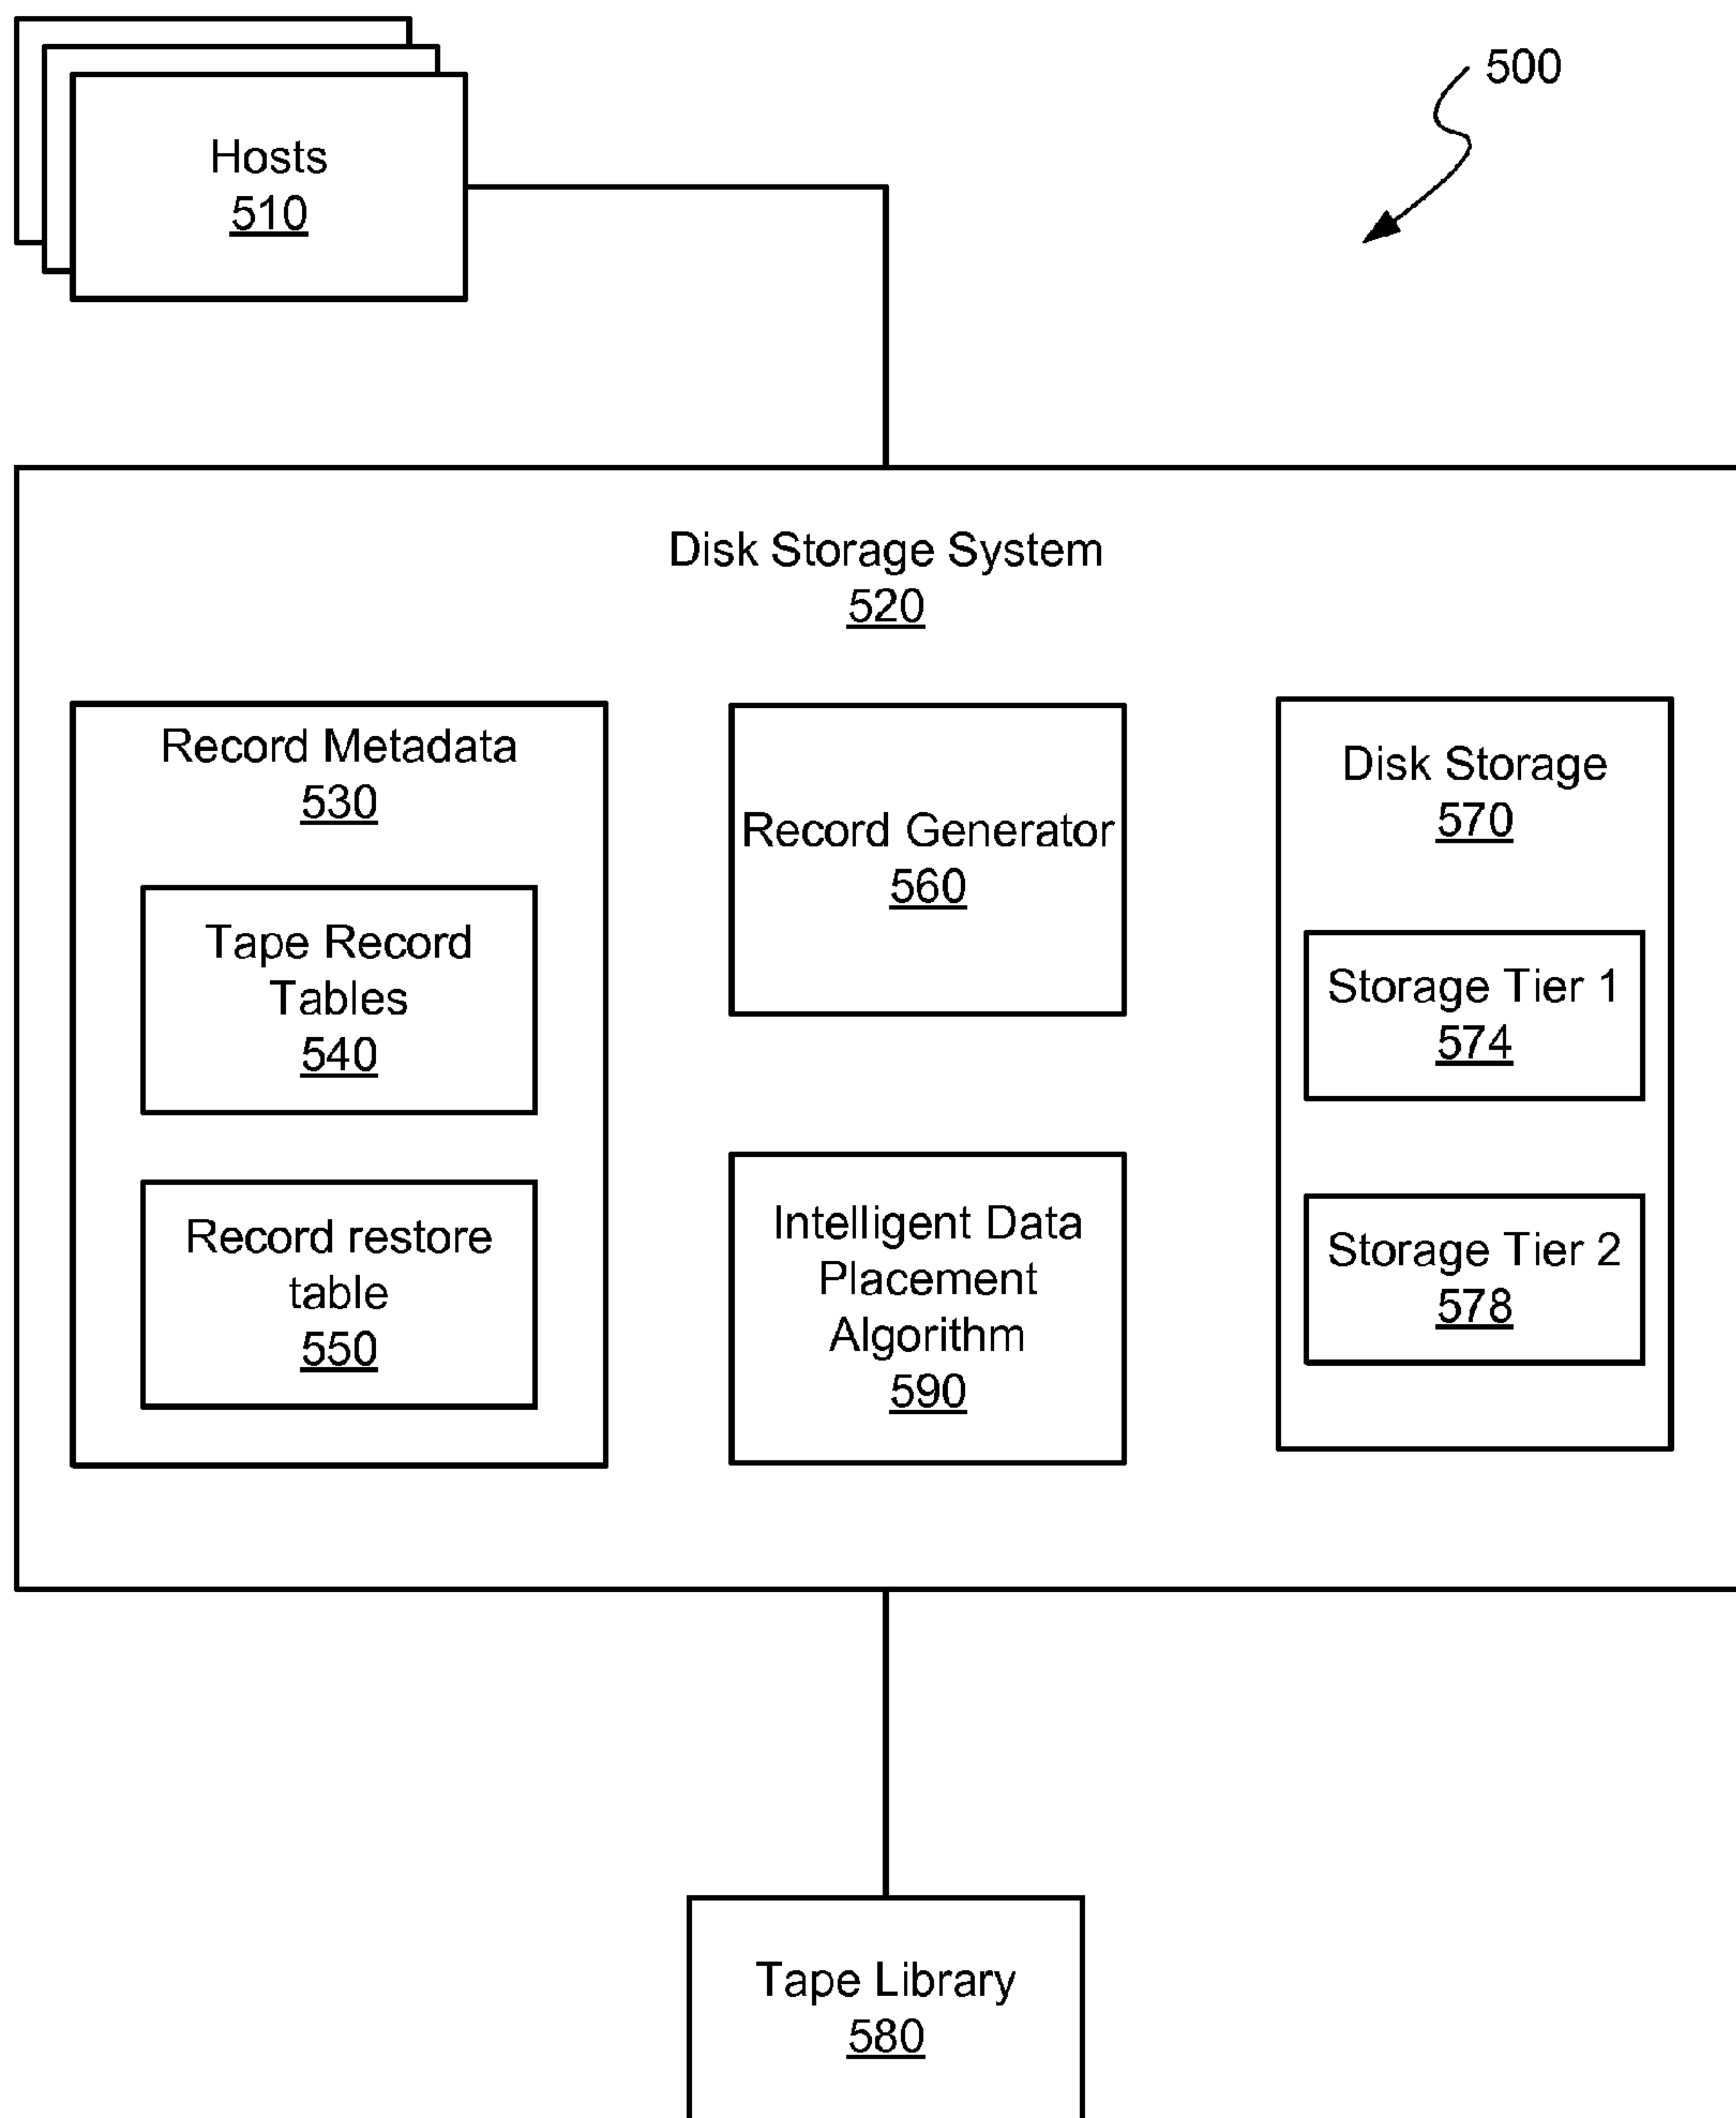 500
Hosts
510
Disk Storage System
520
Record Metadata
530
Tape Record
Tables
540
Record restore
table
550
Record Generator
560
Intelligent Data
Placement
Algorithm
590
Disk Storage
570
Storage Tier 1
574
Storage Tier 2
578
Tape Library
580